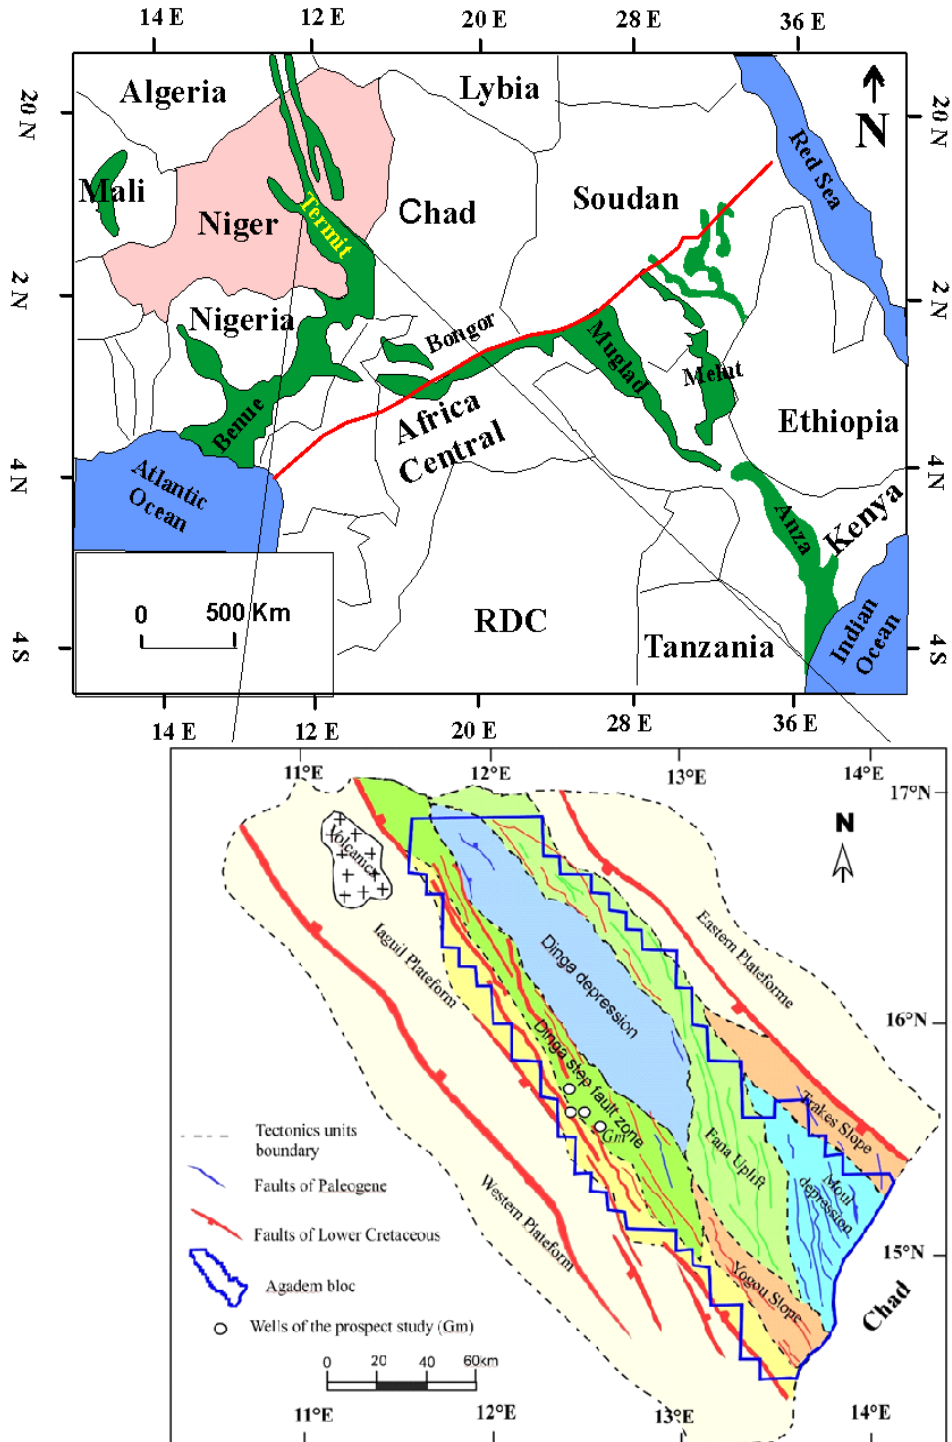 14 E 12 E 20 E 28 E 36 E
20 N
20 N
Algeria
Lybia
N
Red Sea
Mali
Niger
Termit
Chad
Soudan
2 N
2 N
Nigeria
Bongor
Muglad
Melut
Benue
Africa
Central
Ethiopia
4 N
4 N
Atlantic
Ocean
Anza
Kenya
0 500 Km
RDC
Tanzania
Indian
Ocean
4 S
4 S
14 E 12 E 20 E 28 E 36 E
11°E 12°E 13°E 14°E
17°N
N
Volcanics
Iaguil Plateform
Dinga depression
Eastern Plateforme
16°N
Dinga step fault zone
Gm
Trakes Slope
Fana Uplift
Moul
depression
Western Plateform
Yogou Slope
15°N
Chad
Tectonics units
boundary
Faults of Paleogene
Faults of Lower Cretaceous
Agadem bloc
Wells of the prospect study (Gm)
0 20 40 60km
11°E 12°E 13°E 14°E